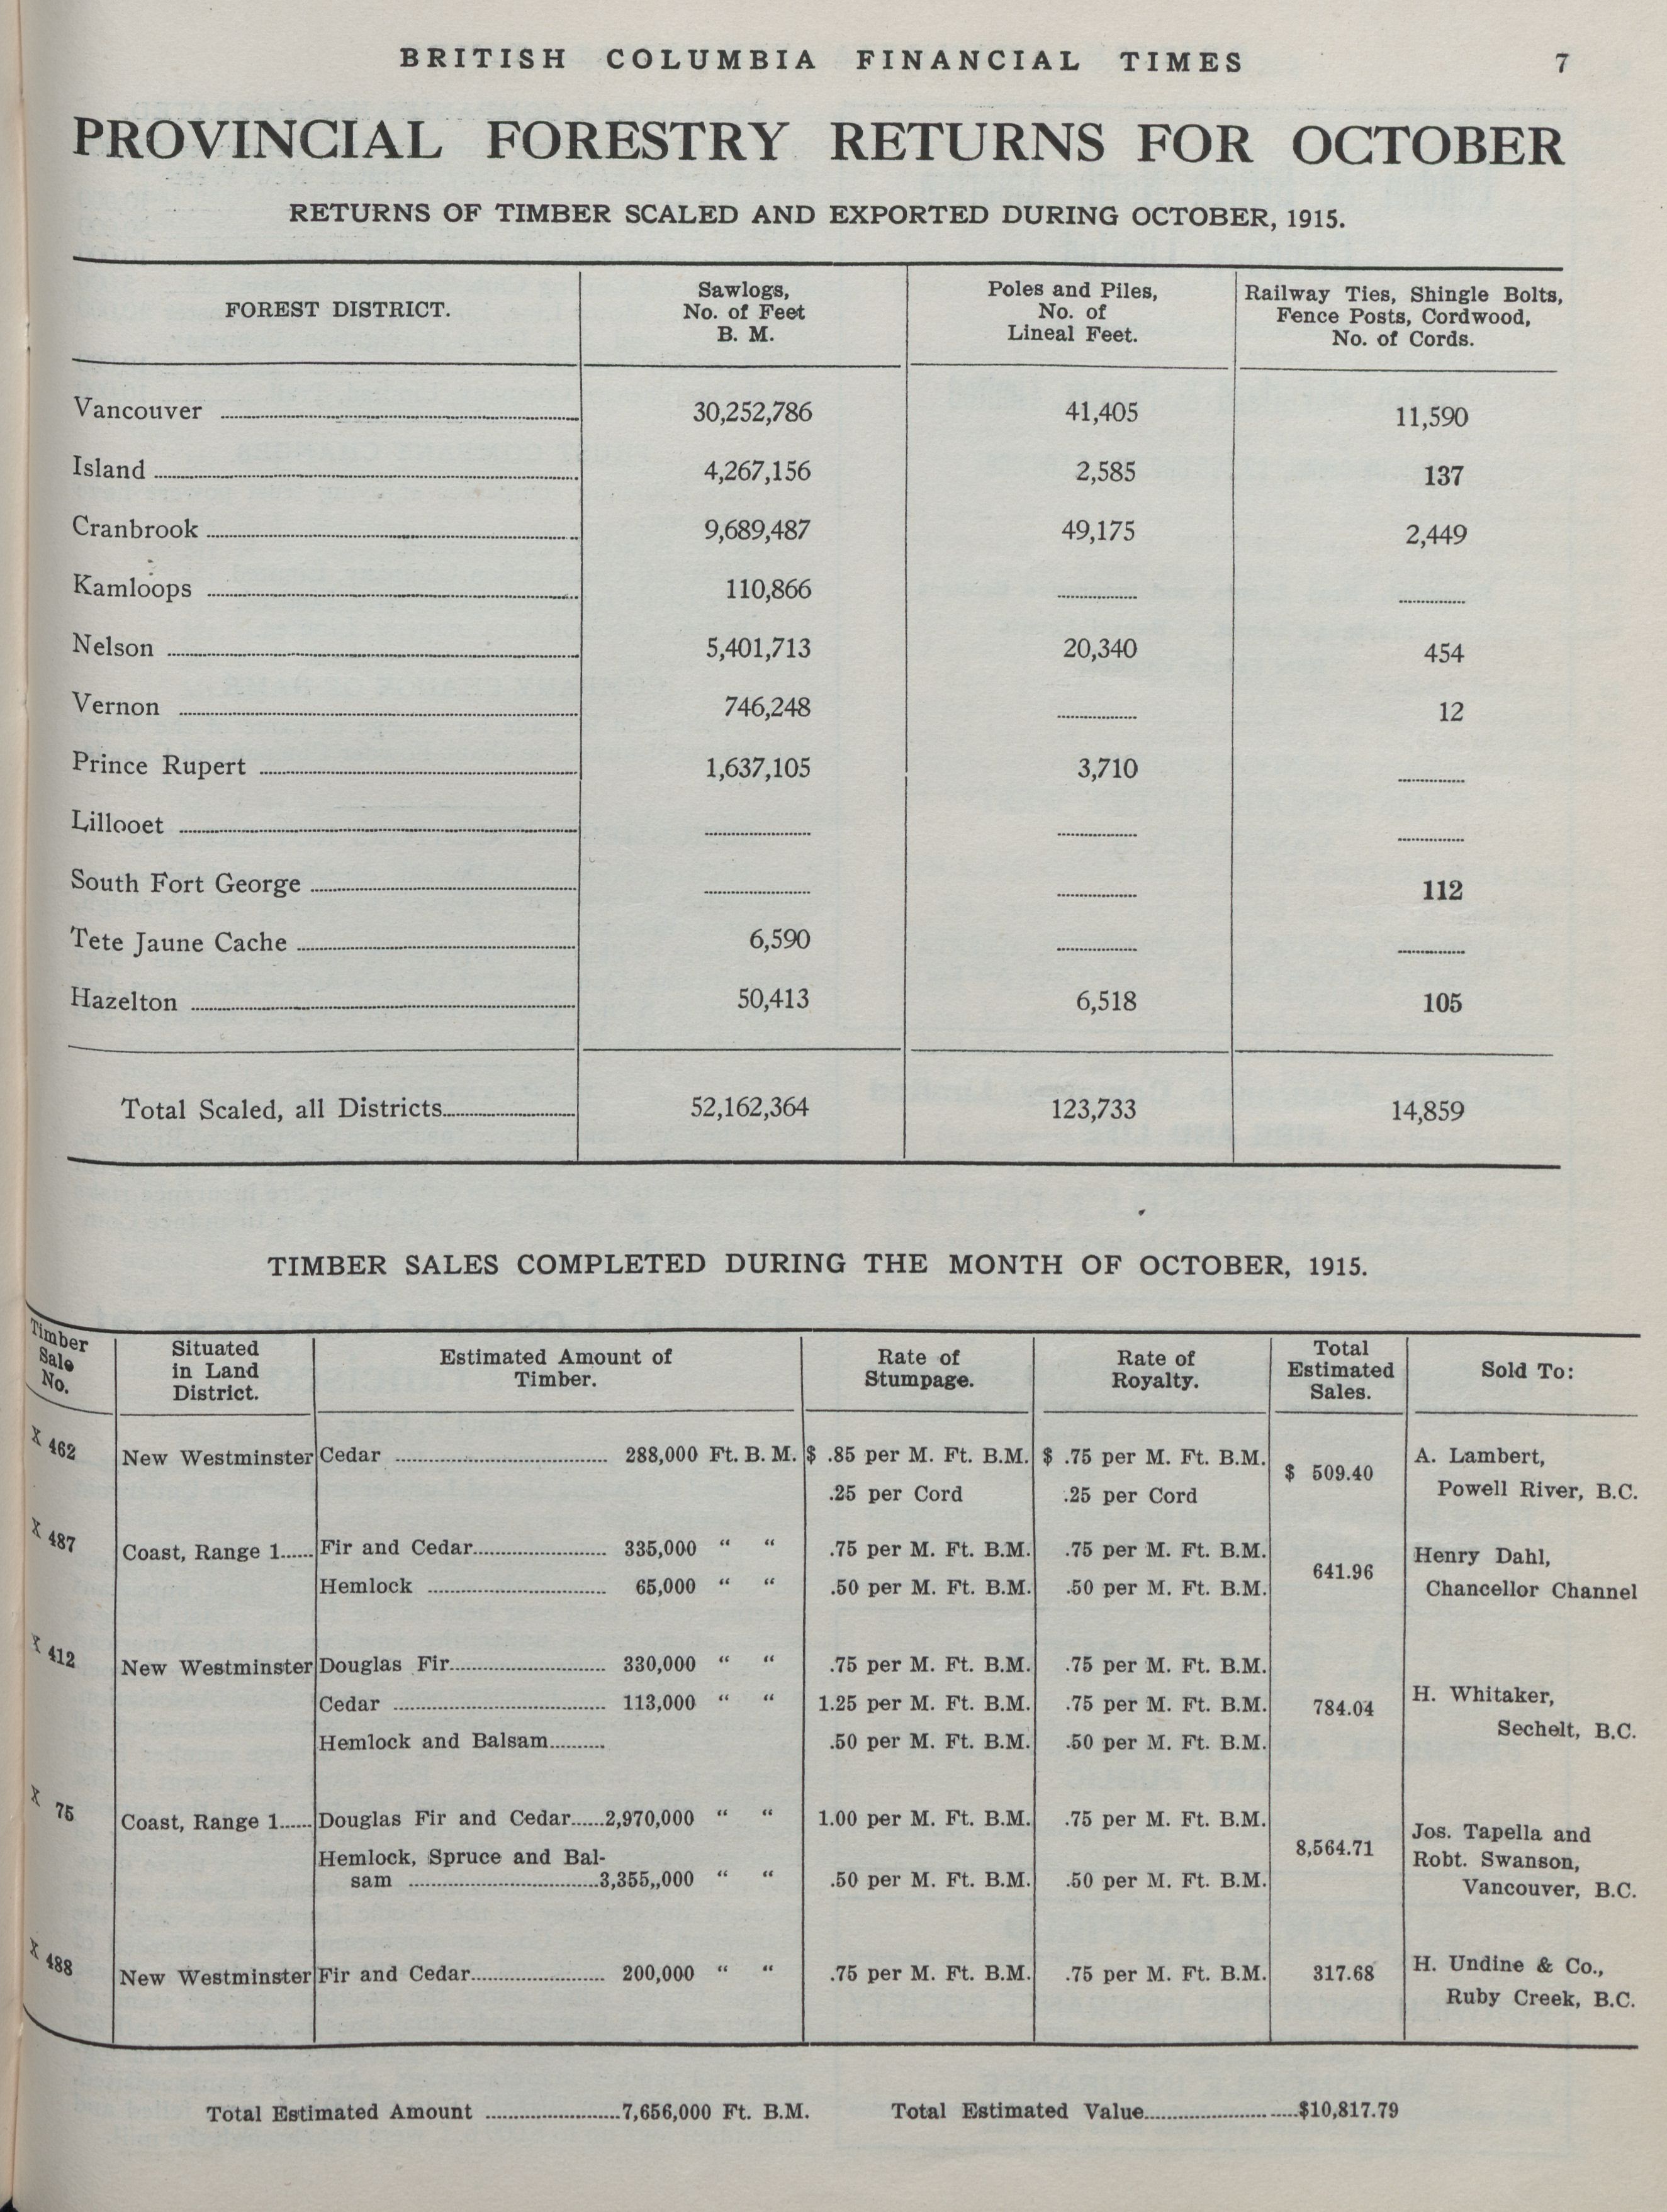 BRITISH COLUMBIA FINANCIAL TIMES 7
PROVINCIAL FORESTRY RETURNS FOR OCTOBER
RETURNS OF TIMBER SCALED AND EXPORTED DURING OCTOBER, 1915.
FOREST DISTRICT. Sawlogs, No. of Feet B. M. Poles and Piles, No. of Lineal Feet. Railway Ties, Shingle Bolts, Fence Posts, Cordwood, No. of Cords.
Vancouver 30,252,786 41,405 11,590
Island 4,267,156 2,585 137
Cranbrook 9,689,487 49,175 2,449
Kamloops 110,866
Nelson 5,401,713 20,340 454
Vernon 746,248 12
Prince Rupert 1,637,105 3,710
Lillooet
South Fort George 112
Tete Jaune Cache 6,590
Hazelton 50,413 6,518 105
Total Scaled, all Districts 52,162,364 123,733 14,859
TIMBER SALES COMPLETED DURING THE MONTH OF OCTOBER, 1915.
Timber Sale No. Situated in Land District. Estimated Amount of Timber. Rate of Stumpage. Rate of Royalty. Total Estimated Sales. Sold To:
X 462 New Westminster Cedar 288,000 Ft. B. M. $ .85 per M. Ft. B.M. $ .75 per M. Ft. B.M. $ 509.40 A. Lambert,
.25 per Cord .25 per Cord Powell River, B.C.
X 487 Coast, Range 1 Fir and Cedar 335,000 " " .75 per M. Ft. B.M. .75 per M. Ft. B.M. 641.96 Henry Dahl,
Hemlock 65,000 " " .50 per M. Ft. B.M. .50 per M. Ft. B.M. Chancellor Channel
X 412 New Westminster Douglas Fir 330,000 " " .75 per M. Ft. B.M. .75 per M. Ft. B.M.
Cedar 113,000 " " 1.25 per M. Ft. B.M. .75 per M. Ft. B.M. 784.04 H. Whitaker,
Hemlock and Balsam .50 per M. Ft. B.M. .50 per M. Ft. B.M. Sechelt, B.C.
X 75 Coast, Range 1 Douglas Fir and Cedar 2,970,000 " " 1.00 per M. Ft. B.M. .75 per M. Ft. B.M. 8,564.71 Jos. Tapella and
Hemlock, Spruce and Bal- Robt. Swanson,
sam 3,355,,000 " " .50 per M. Ft. B.M. .50 per M. Ft. B.M. Vancouver, B.C.
X 488 New Westminster Fir and Cedar 200,000 " " .75 per M. Ft. B.M. .75 per M. Ft. B.M. 317.68 H. Undine & Co.,
Ruby Creek, B.C.
Total Estimated Amount 7,656,000 Ft. B.M. Total Estimated Value $10,817.79